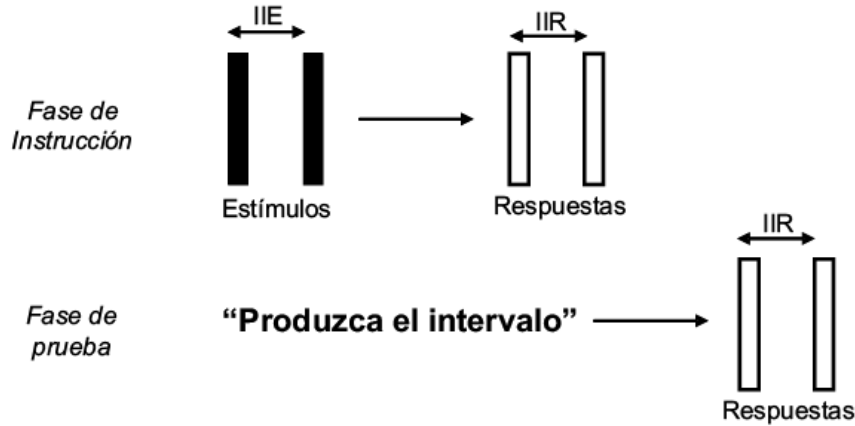 IIE
IIR
Fase de
Instrucción
Estímulos
Respuestas
IIR
Fase de
prueba
“Produzca el intervalo”
Respuestas